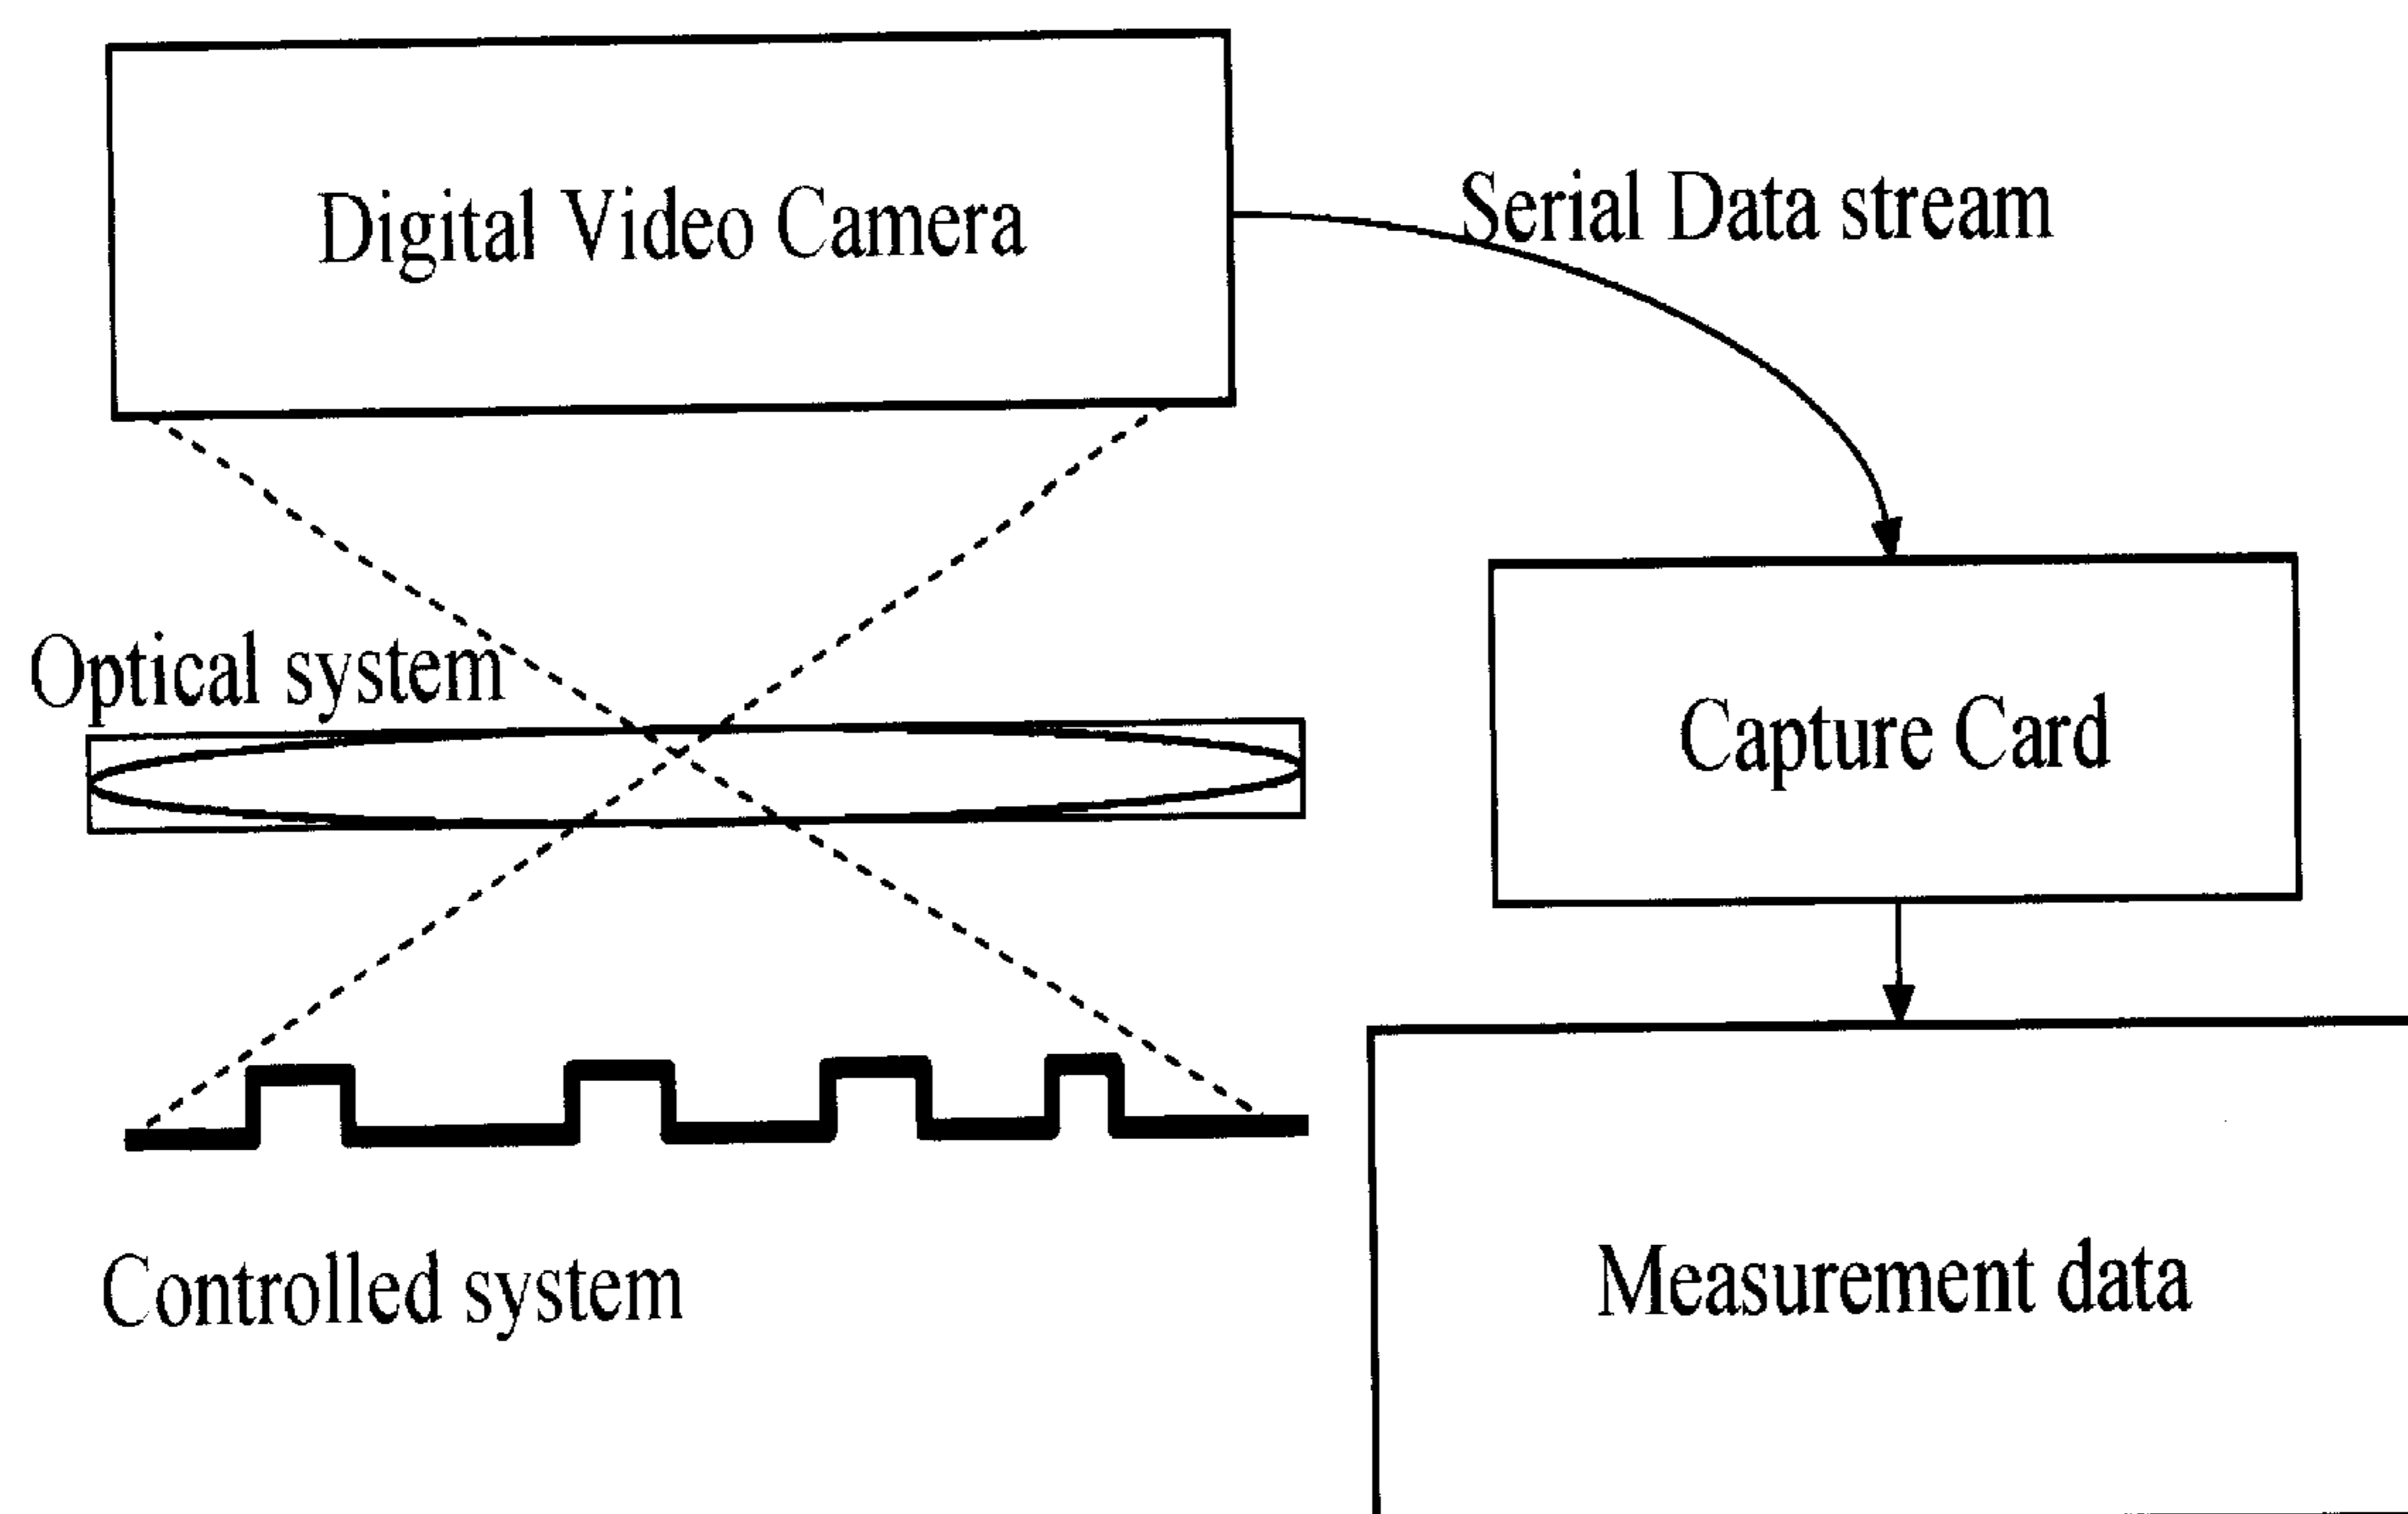 Digital Video Camera
Serial Data stream
Optical system
Capture Card
Controlled system
Measurement data